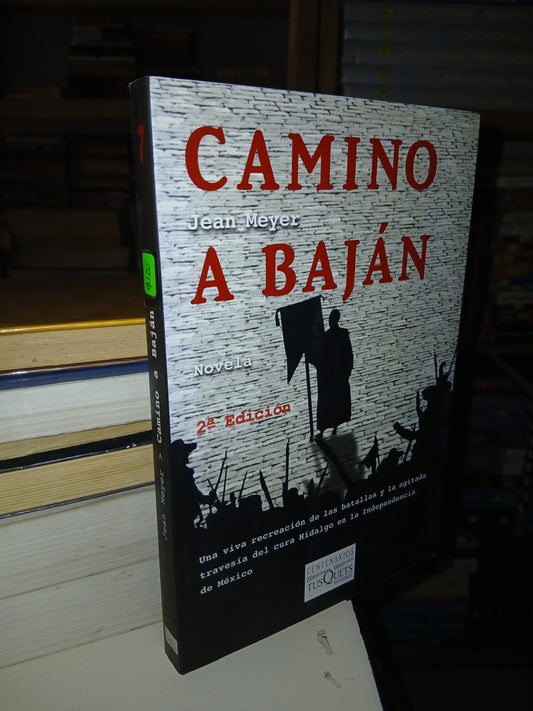 CAMINO
Jean Meyer
A BAJÁN
Novela
2ª Edición
Una viva recreación de las batallas y la agitada
travesía del cura Hidalgo en la Independencia
de México
CENTENARIOS
TUSQUETS
EDITORES
7
Jean Meyer > Camino a Baján